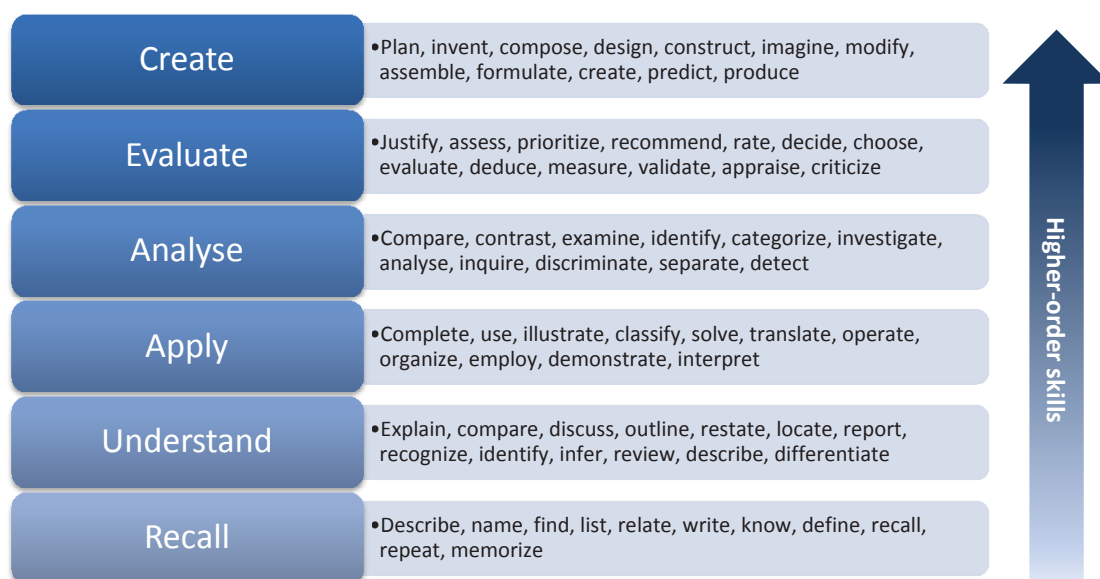 Create
•Plan, invent, compose, design, construct, imagine, modify,
assemble, formulate, create, predict, produce
Evaluate
•Justify, assess, prioritize, recommend, rate, decide, choose,
evaluate, deduce, measure, validate, appraise, criticize
Analyse
•Compare, contrast, examine, identify, categorize, investigate,
analyse, inquire, discriminate, separate, detect
Apply
•Complete, use, illustrate, classify, solve, translate, operate,
organize, employ, demonstrate, interpret
Understand
•Explain, compare, discuss, outline, restate, locate, report,
recognize, identify, infer, review, describe, differentiate
Recall
•Describe, name, find, list, relate, write, know, define, recall,
repeat, memorize
Higher-order skills